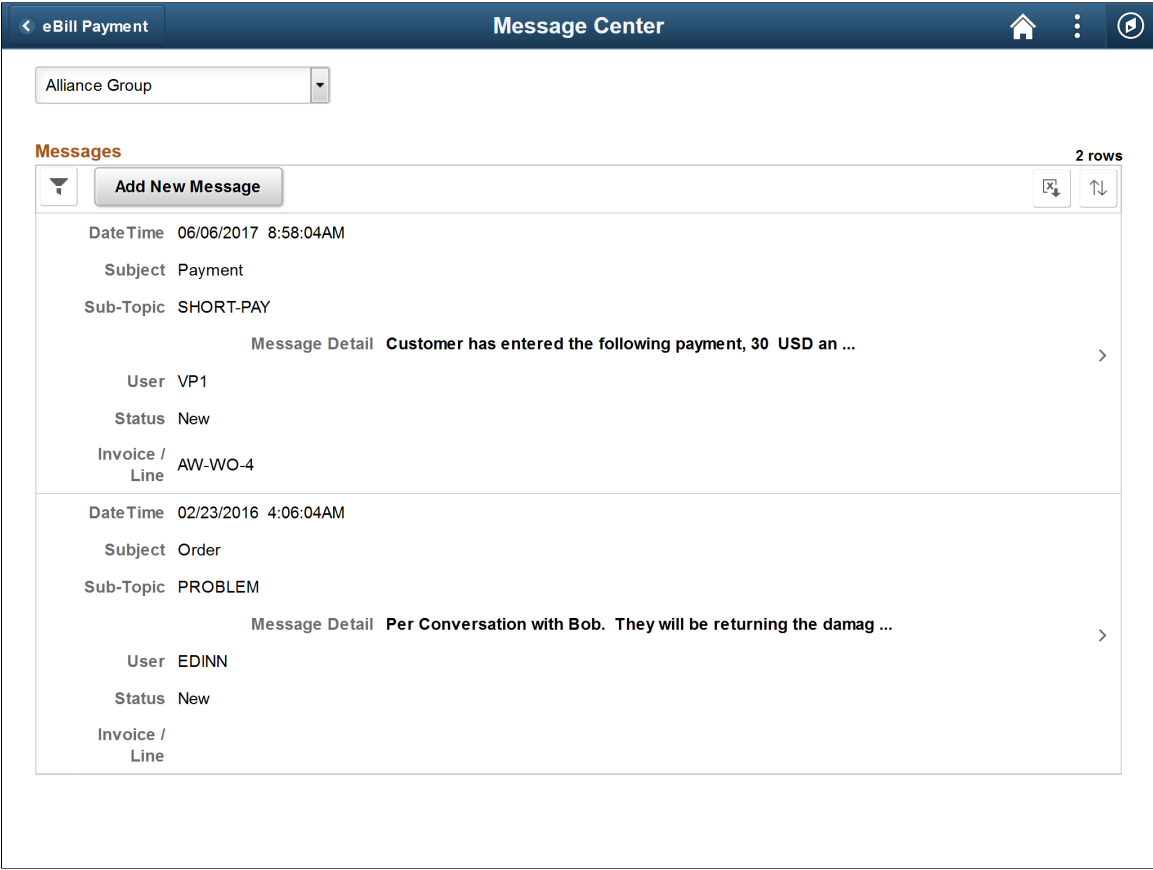 eBill Payment
Message Center
Alliance Group
Messages
2 rows
Add New Message
DateTime 06/06/2017 8:58:04AM
Subject Payment
Sub-Topic SHORT-PAY
Message Detail Customer has entered the following payment, 30  USD an ...
User VP1
Status New
Invoice /
Line AW-WO-4
DateTime 02/23/2016 4:06:04AM
Subject Order
Sub-Topic PROBLEM
Message Detail Per Conversation with Bob.  They will be returning the damag ...
User EDINN
Status New
Invoice /
Line